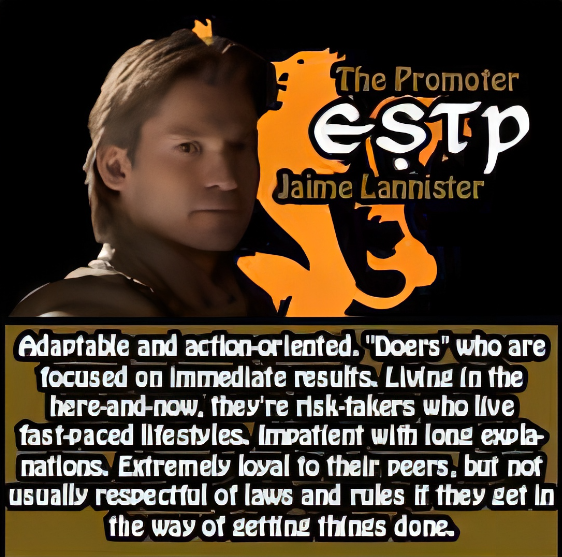 The Promoter
ESTP
Jaime Lannister
Adaptable and action-oriented. "Doers" who are
focused on immediate results. Living in the
here-and-now, they're risk-takers who live
fast-paced lifestyles. Impatient with long expla-
nations. Extremely loyal to their peers, but not
usually respectful of laws and rules if they get in
the way of getting things done.